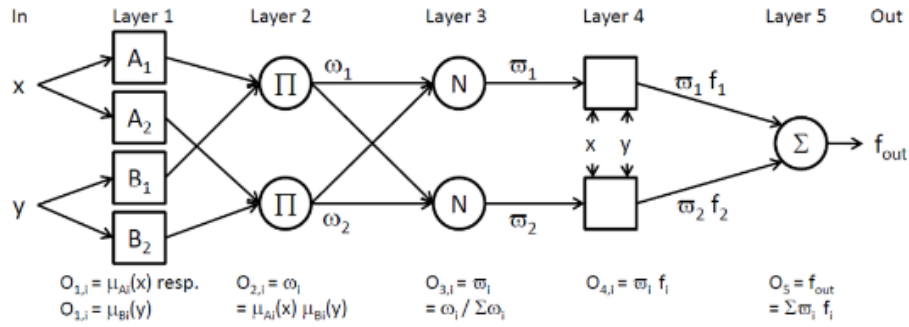 In Layer 1 Layer 2 Layer 3 Layer 4 Layer 5 Out
A₁
x
A₂
B₁
y
B₂
Π
Π
ω₁
ω₂
N
N
ϖ₁
ϖ₂
x y
ϖ₁ f₁
ϖ₂ f₂
Σ
f_out
O₁,ᵢ = μ_Ai(x) resp.
O₁,ᵢ = μ_Bi(y)
O₂,ᵢ = ωᵢ
= μ_Ai(x) μ_Bi(y)
O₃,ᵢ = ϖᵢ
= ωᵢ / Σωᵢ
O₄,ᵢ = ϖᵢ fᵢ
O₅ = f_out
= Σϖᵢ fᵢ